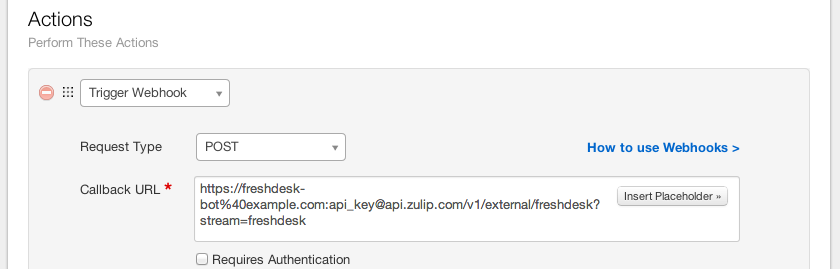 Actions
Perform These Actions
Trigger Webhook
Request Type
POST
How to use Webhooks >
Callback URL *
https://freshdesk-
bot%40example.com:api_key@api.zulip.com/v1/external/freshdesk?
stream=freshdesk
Insert Placeholder »
Requires Authentication